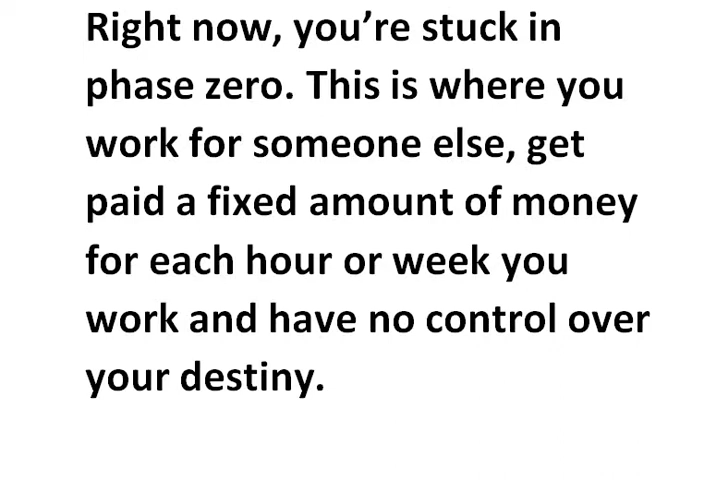 Right now, you’re stuck in
phase zero. This is where you
work for someone else, get
paid a fixed amount of money
for each hour or week you
work and have no control over
your destiny.